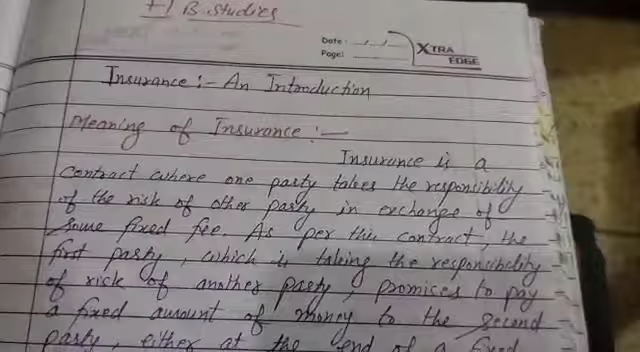 +1 B. Studies
Date :
Page:
XTRA
EDGE
Insurance :- An Introduction
Meaning of Insurance :-
Insurance is a
contract where one party takes the responsibility
of the risk of other party in exchange of
some fixed fee. As per this contract, the
first party, which is taking the responsibility
of risk of another party, promises to pay
a fixed amount of money to the second
party, either at the end of a fixed